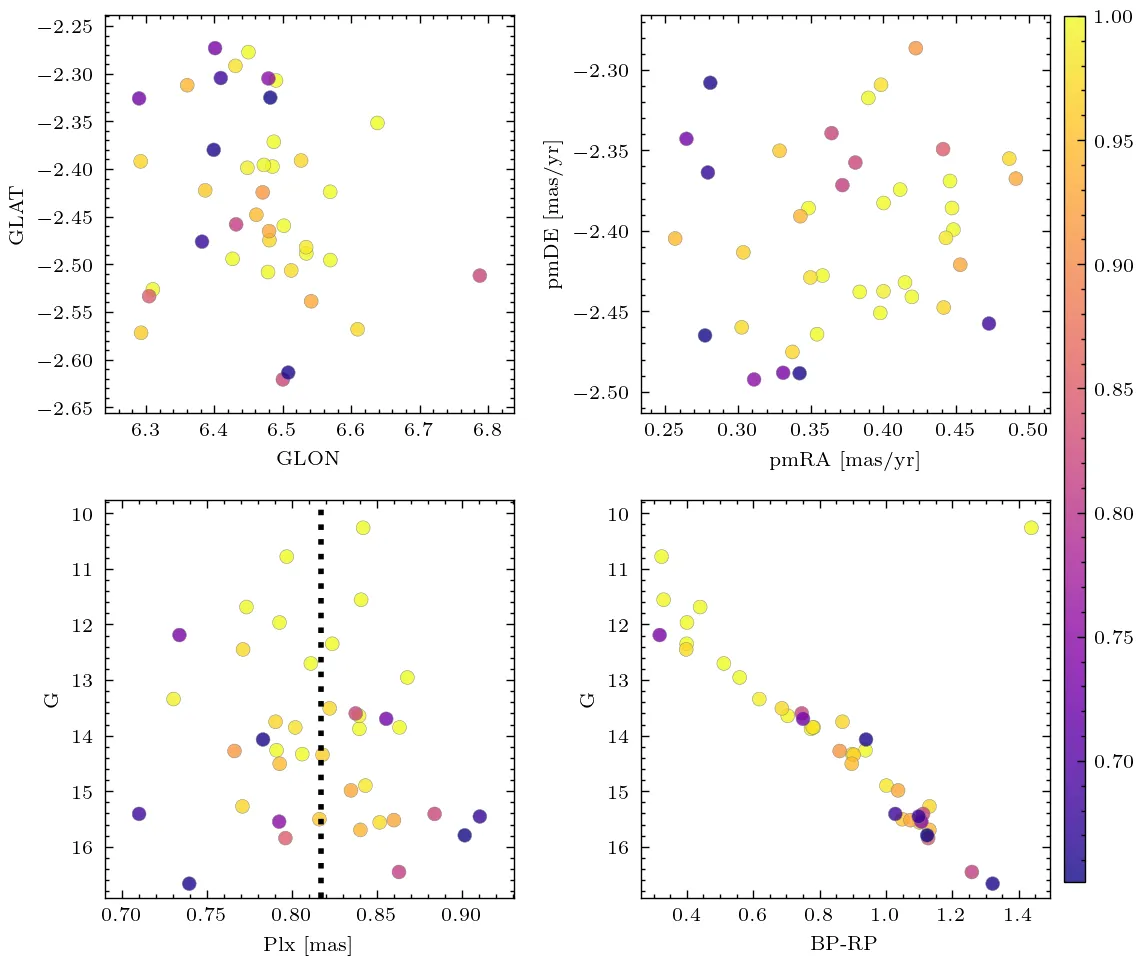 −2.25
−2.30
−2.35
−2.40
−2.45
−2.50
−2.55
−2.60
−2.65
GLAT
6.3 6.4 6.5 6.6 6.7 6.8
GLON
−2.30
−2.35
−2.40
−2.45
−2.50
pmDE [mas/yr]
0.25 0.30 0.35 0.40 0.45 0.50
pmRA [mas/yr]
10
11
12
13
14
15
16
G
0.70 0.75 0.80 0.85 0.90
Plx [mas]
10
11
12
13
14
15
16
G
0.4 0.6 0.8 1.0 1.2 1.4
BP-RP
1.00
0.95
0.90
0.85
0.80
0.75
0.70